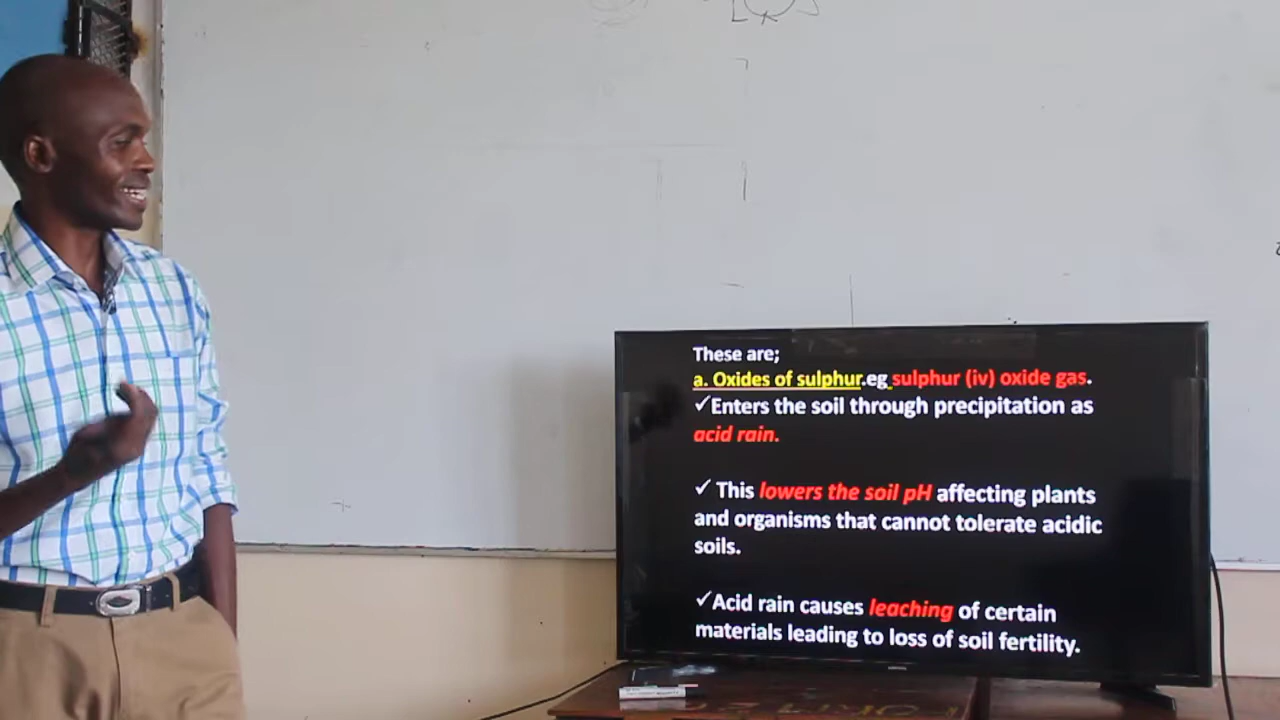 These are;
a. Oxides of sulphur.eg sulphur (iv) oxide gas.
✓Enters the soil through precipitation as
acid rain.
✓ This lowers the soil pH affecting plants
and organisms that cannot tolerate acidic
soils.
✓Acid rain causes leaching of certain
materials leading to loss of soil fertility.